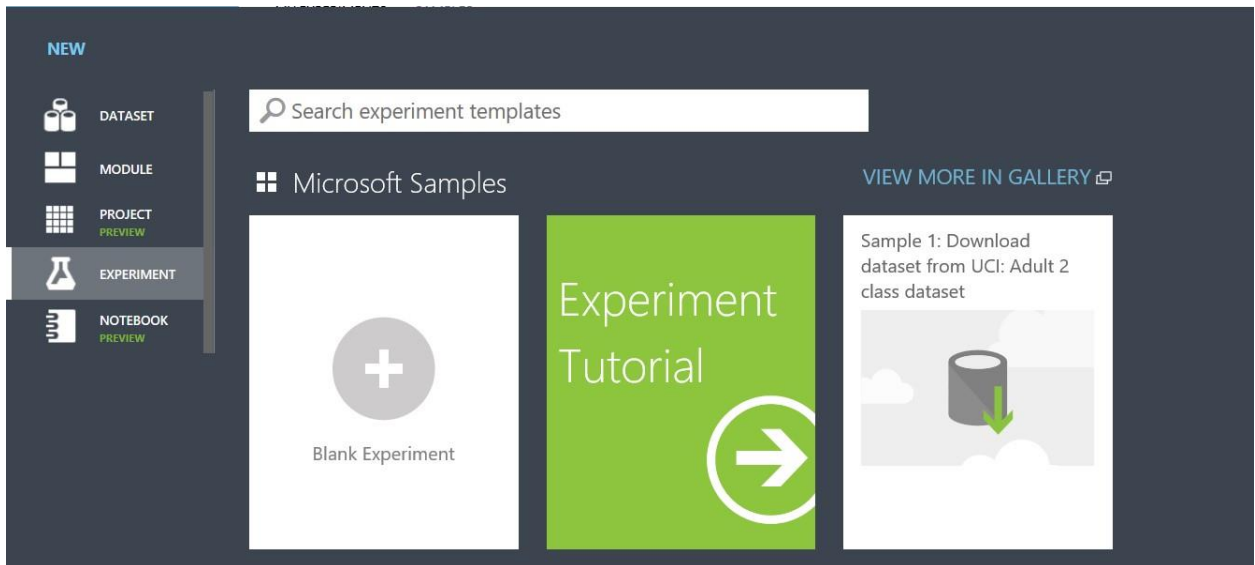 NEW
DATASET
MODULE
PROJECT
PREVIEW
EXPERIMENT
NOTEBOOK
PREVIEW
Search experiment templates
Microsoft Samples
VIEW MORE IN GALLERY
Blank Experiment
Experiment
Tutorial
Sample 1: Download
dataset from UCI: Adult 2
class dataset